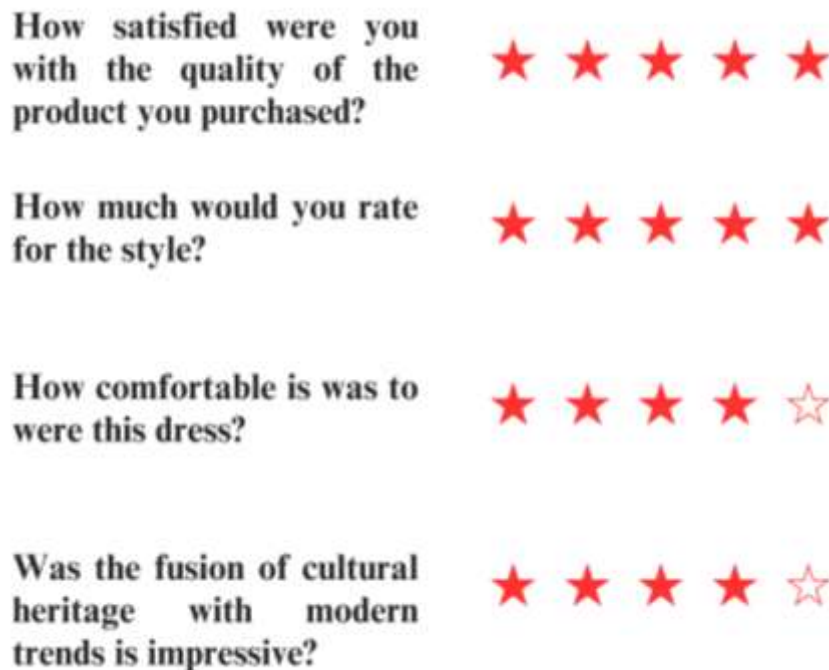 How satisfied were you
with the quality of the
product you purchased?
How much would you rate
for the style?
How comfortable is was to
were this dress?
Was the fusion of cultural
heritage with modern
trends is impressive?